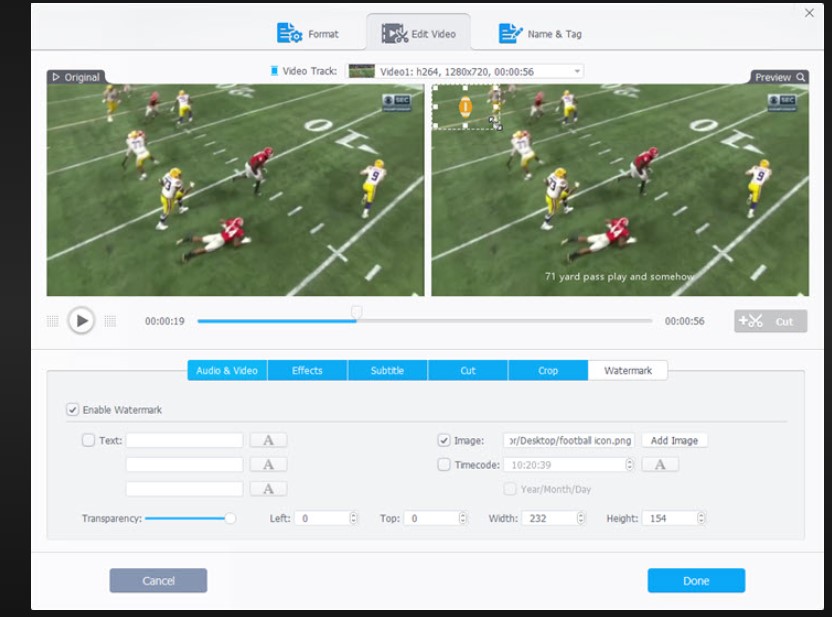 Format
Edit Video
Name & Tag
Video Track:
Video1: h264, 1280x720, 00:00:56
Original
Preview
SEC
SEC
71 yard pass play and somehow
00:00:19
00:00:56
Cut
Audio & Video
Effects
Subtitle
Cut
Crop
Watermark
Enable Watermark
Text:
A
Image:
or/Desktop/football icon.png
Add Image
A
Timecode:
10:20:39
A
A
Year/Month/Day
Transparency:
Left: 0
Top: 0
Width: 232
Height: 154
Cancel
Done